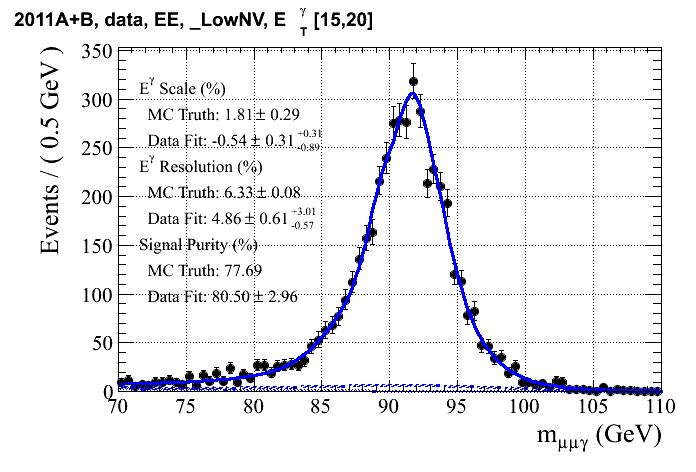 2011A+B, data, EE, _LowNV, E γ T [15,20]
Events / ( 0.5 GeV )
350
300
250
200
150
100
50
0
E^γ Scale (%)
MC Truth: 1.81 ± 0.29
Data Fit: -0.54 ± 0.31 +0.31 -0.89
E^γ Resolution (%)
MC Truth: 6.33 ± 0.08
Data Fit: 4.86 ± 0.61 +3.01 -0.57
Signal Purity (%)
MC Truth: 77.69
Data Fit: 80.50 ± 2.96
70 75 80 85 90 95 100 105 110
m_μμγ (GeV)